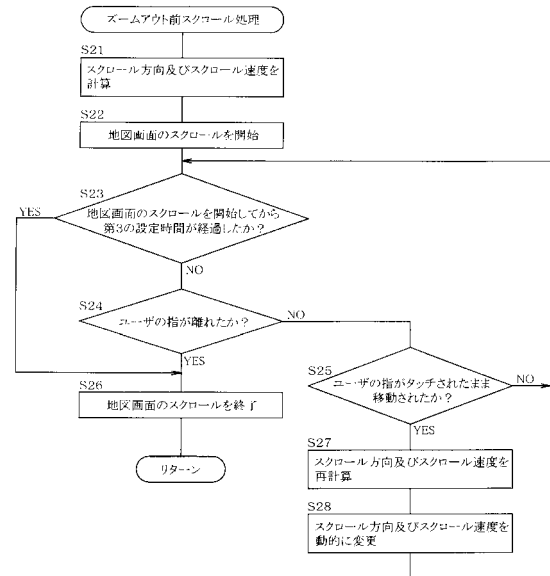 ズームアウト前スクロール処理
S21
スクロール方向及びスクロール速度を
計算
S22
地図画面のスクロールを開始
S23
YES
地図画面のスクロールを開始してから
第3の設定時間が経過したか？
NO
S24
ユーザの指が離れたか？
NO
YES
S25
ユーザの指がタッチされたまま
移動されたか？
NO
YES
S26
地図画面のスクロールを終了
リターン
S27
スクロール方向及びスクロール速度を
再計算
S28
スクロール方向及びスクロール速度を
動的に変更